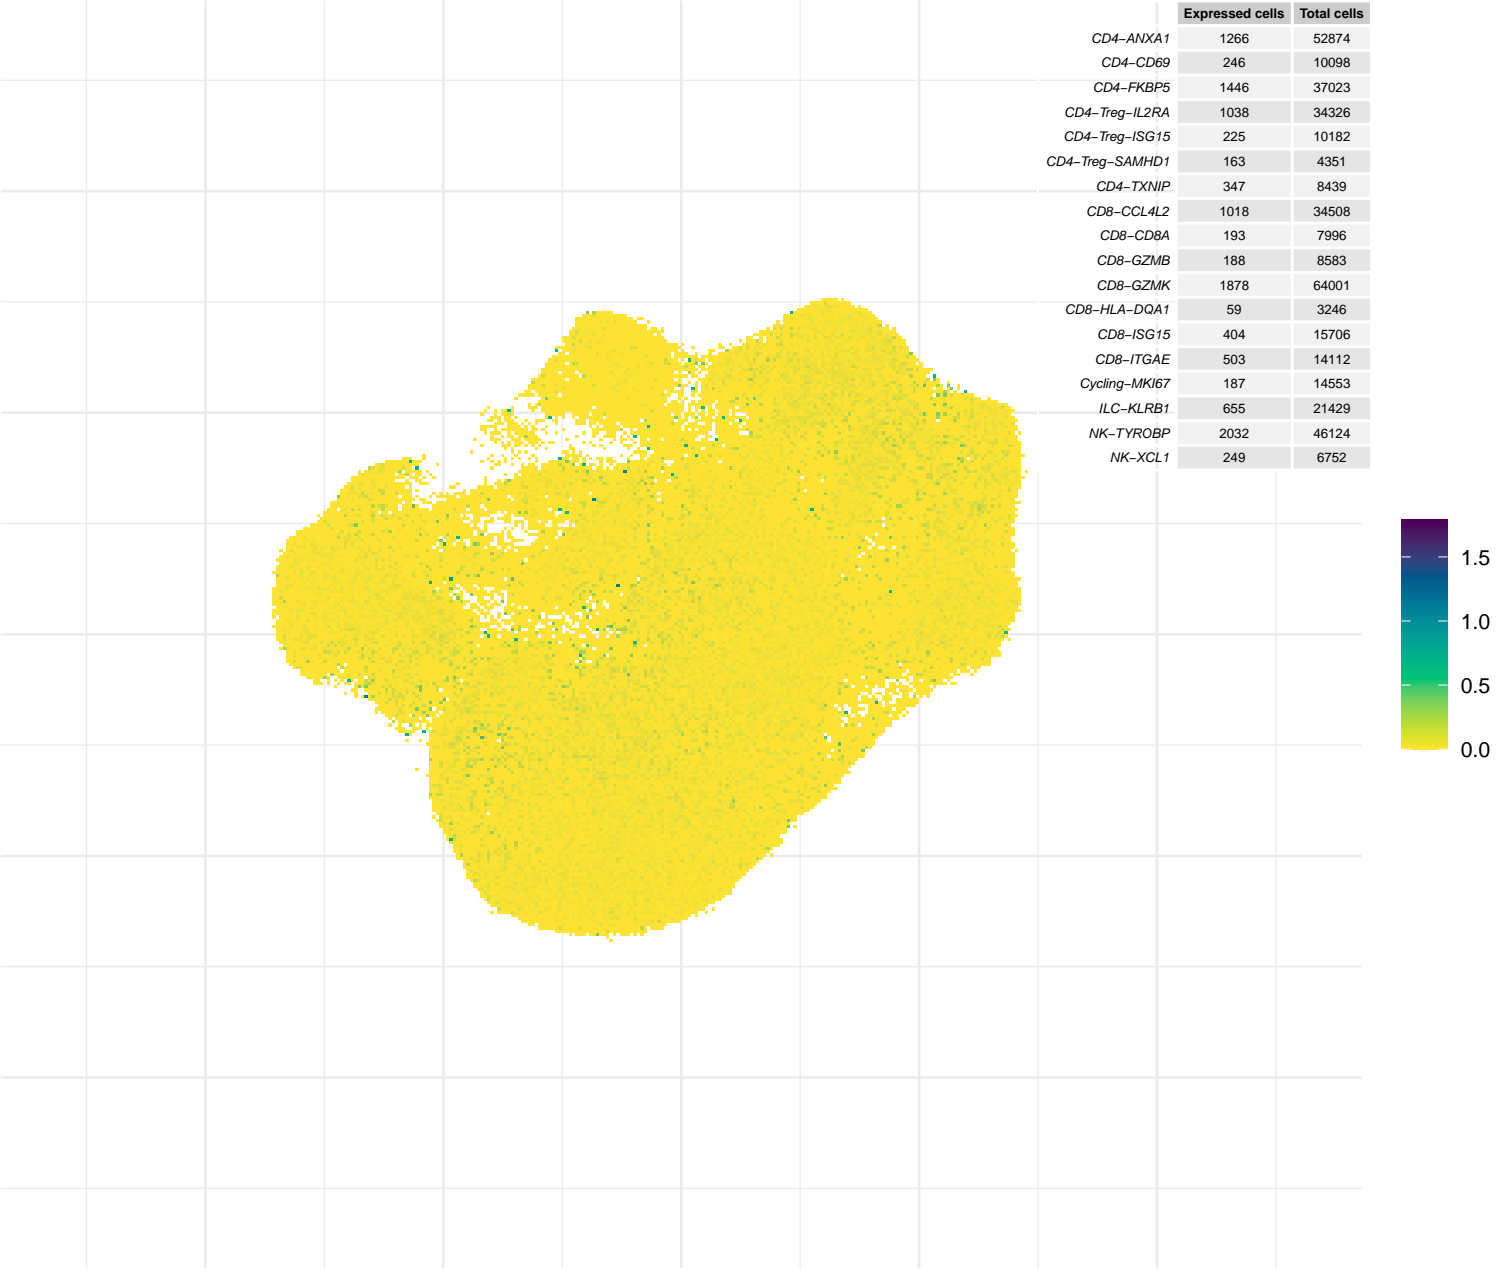 Expressed cells Total cells
CD4−ANXA1 1266 52874
CD4−CD69 246 10098
CD4−FKBP5 1446 37023
CD4−Treg−IL2RA 1038 34326
CD4−Treg−ISG15 225 10182
CD4−Treg−SAMHD1 163 4351
CD4−TXNIP 347 8439
CD8−CCL4L2 1018 34508
CD8−CD8A 193 7996
CD8−GZMB 188 8583
CD8−GZMK 1878 64001
CD8−HLA−DQA1 59 3246
CD8−ISG15 404 15706
CD8−ITGAE 503 14112
Cycling−MKI67 187 14553
ILC−KLRB1 655 21429
NK−TYROBP 2032 46124
NK−XCL1 249 6752
1.5
1.0
0.5
0.0